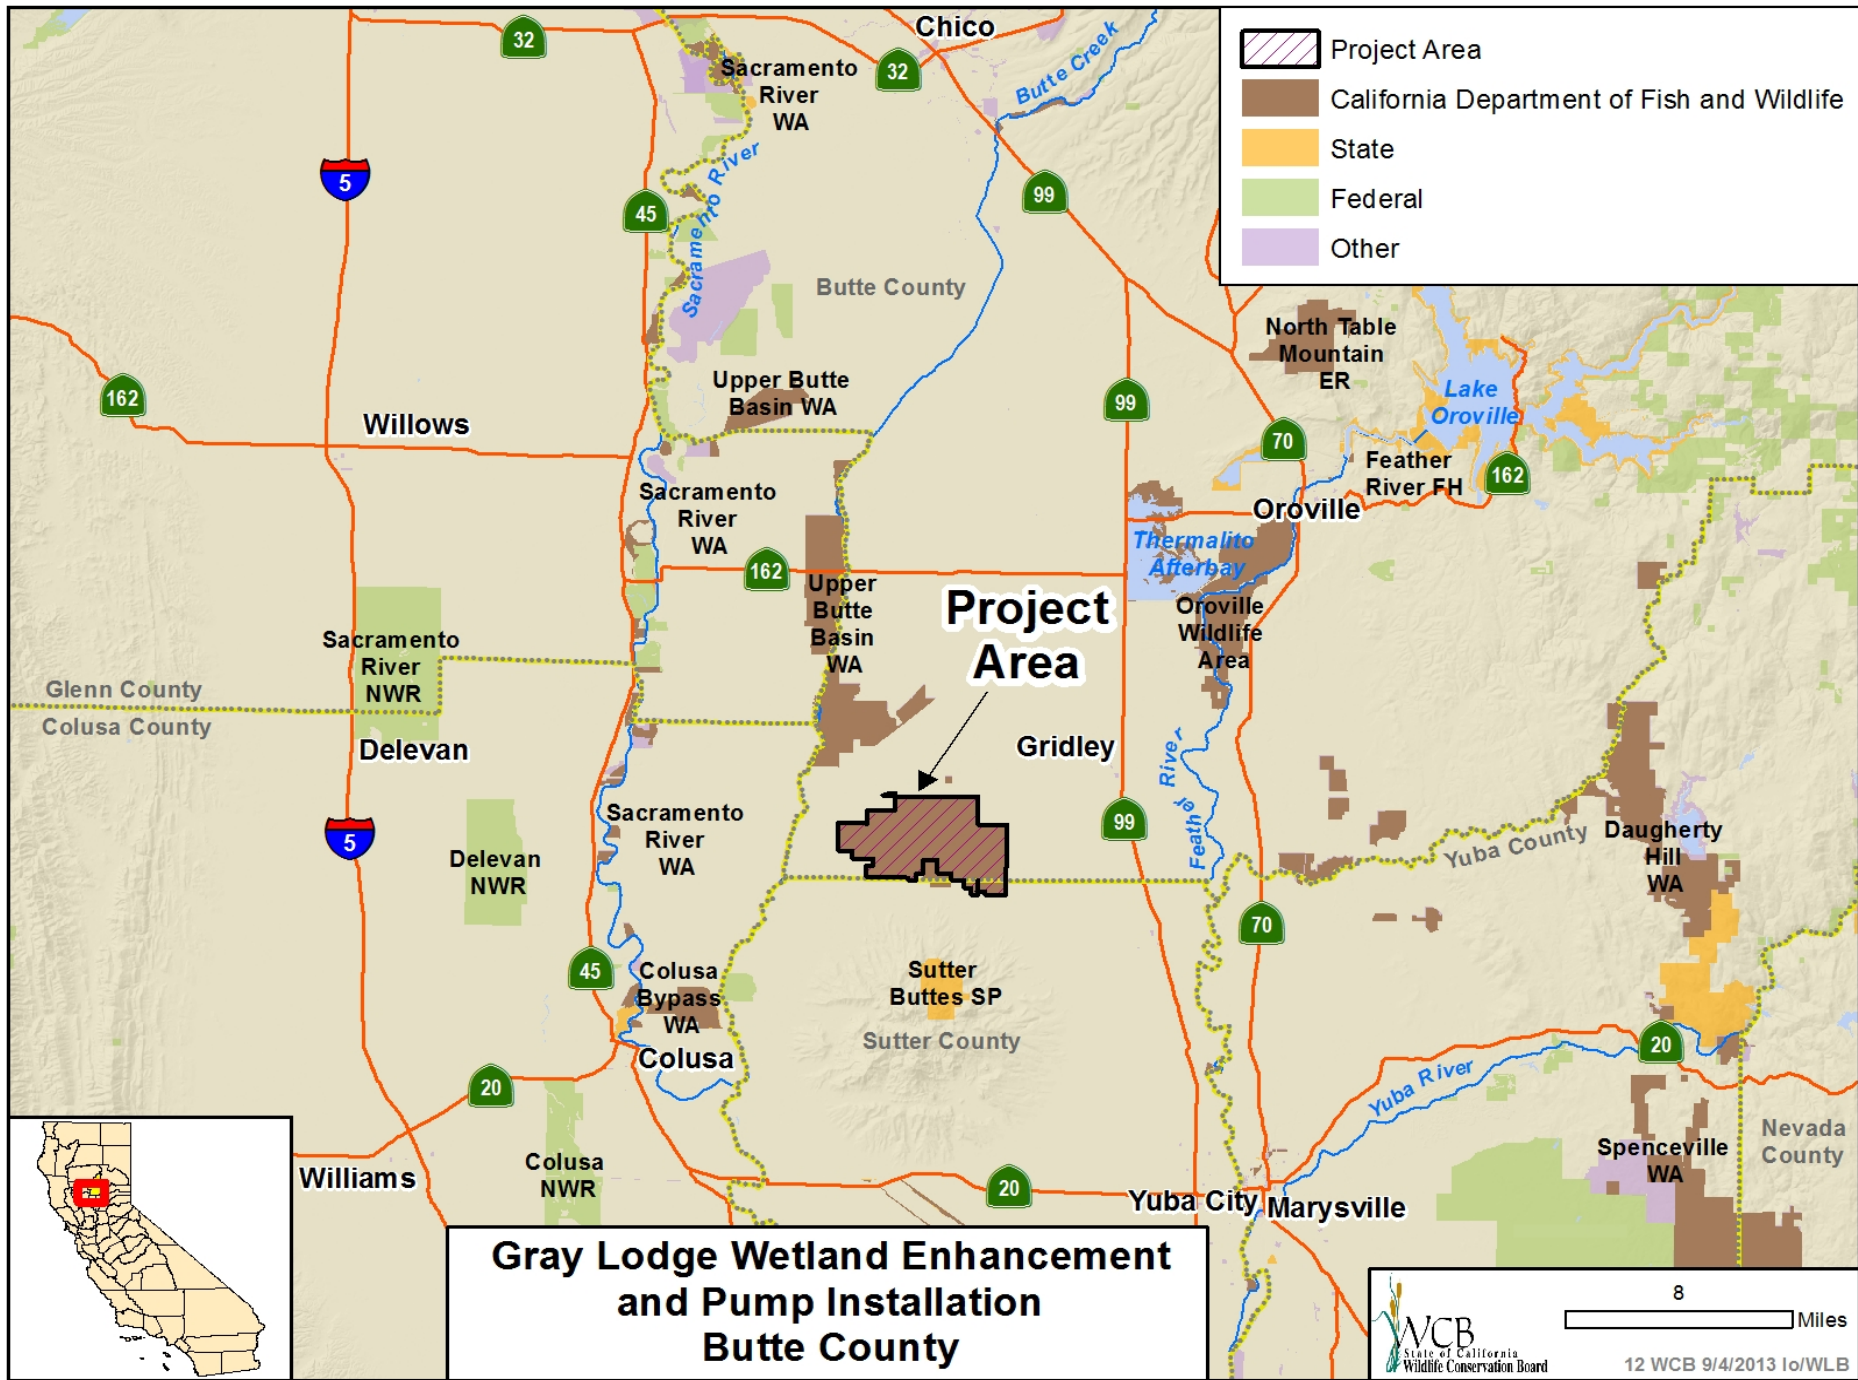 Project Area
California Department of Fish and Wildlife
State
Federal
Other
32
Chico
32
Butte Creek
Sacramento
River
WA
5
45
Sacramento River
99
Butte County
North Table
Mountain
ER
162
Upper Butte
Basin WA
99
Lake
Oroville
Willows
70
Feather
River FH
162
Sacramento
River
WA
Oroville
Thermalito
Afterbay
162
Upper
Butte
Basin
WA
Project
Area
Oroville
Wildlife
Area
Sacramento
River
NWR
Glenn County
Colusa County
Delevan
Gridley
Feather River
5
Sacramento
River
WA
99
Yuba County
Daugherty
Hill
WA
Delevan
NWR
70
45
Colusa
Bypass
WA
Sutter
Buttes SP
Sutter County
Colusa
20
20
Yuba River
Nevada
County
Williams
Colusa
NWR
20
Spenceville
WA
Yuba City
Marysville
Gray Lodge Wetland Enhancement
and Pump Installation
Butte County
8
Miles
WCB
State of California
Wildlife Conservation Board
12 WCB 9/4/2013 lo/WLB